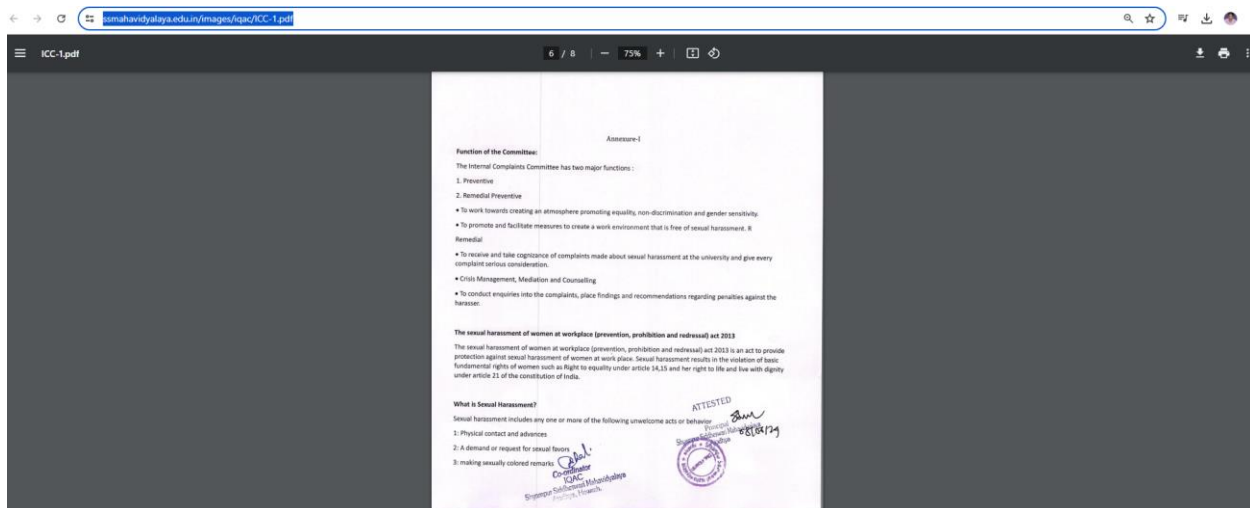 ssmahavidyalaya.edu.in/images/iqac/ICC-1.pdf
ICC-1.pdf
6 / 8
75%
Annexure-I
Function of the Committee:
The Internal Complaints Committee has two major functions :
1. Preventive
2. Remedial Preventive
• To work towards creating an atmosphere promoting equality, non-discrimination and gender sensitivity.
• To promote and facilitate measures to create a work environment that is free of sexual harassment. R
Remedial
• To receive and take cognizance of complaints made about sexual harassment at the university and give every
complaint serious consideration.
• Crisis Management, Mediation and Counselling
• To conduct enquiries into the complaints, place findings and recommendations regarding penalties against the
harasser.
The sexual harassment of women at workplace (prevention, prohibition and redressal) act 2013
The sexual harassment of women at workplace (prevention, prohibition and redressal) act 2013 is an act to provide
protection against sexual harassment of women at work place. Sexual harassment results in the violation of basic
fundamental rights of women such as Right to equality under article 14,15 and her right to life and live with dignity
under article 21 of the constitution of India.
What is Sexual Harassment?
ATTESTED
Sexual harassment includes any one or more of the following unwelcome acts or behavior
Principal
1: Physical contact and advances
2: A demand or request for sexual favors
3: making sexually colored remarks
Co-ordinator
IQAC
Shyampur Siddheswari Mahavidyalaya